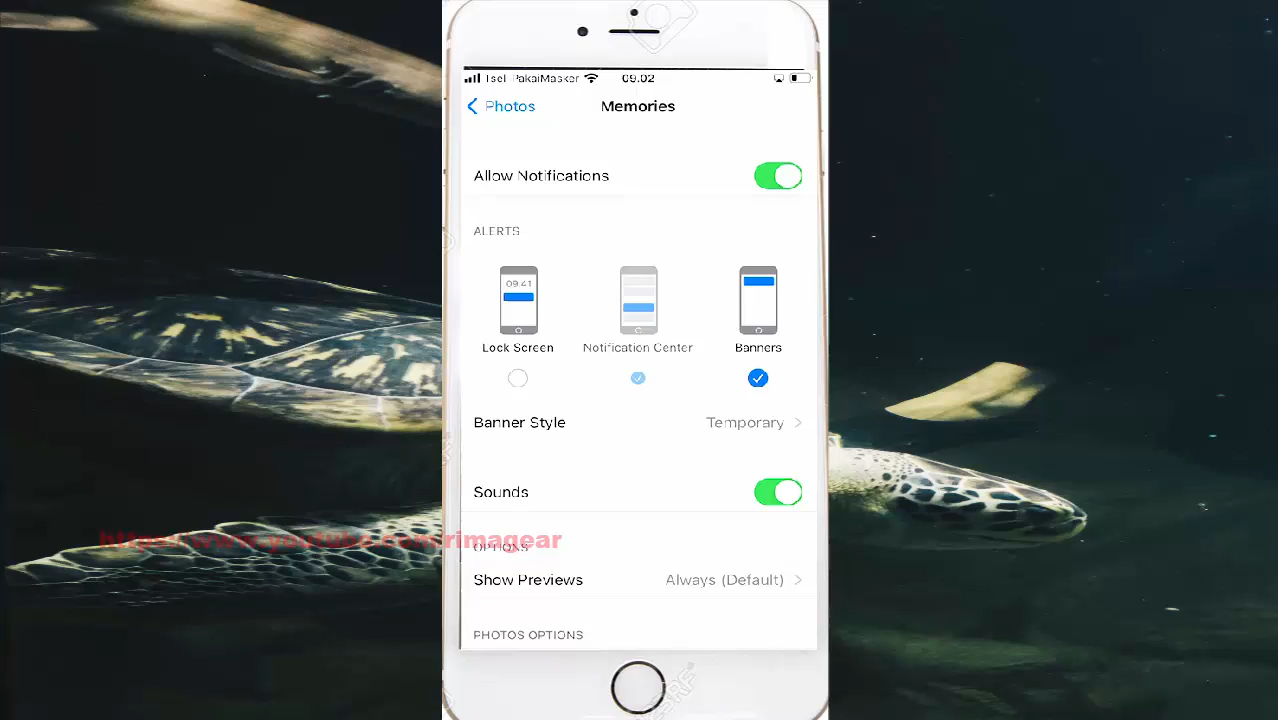 Tsel-PakaiMasker 09.02
Photos Memories
Allow Notifications
ALERTS
09.41
Lock Screen Notification Center Banners
Banner Style Temporary
Sounds
https://www.youtube.com/rimagear
OPTIONS
Show Previews Always (Default)
PHOTOS OPTIONS